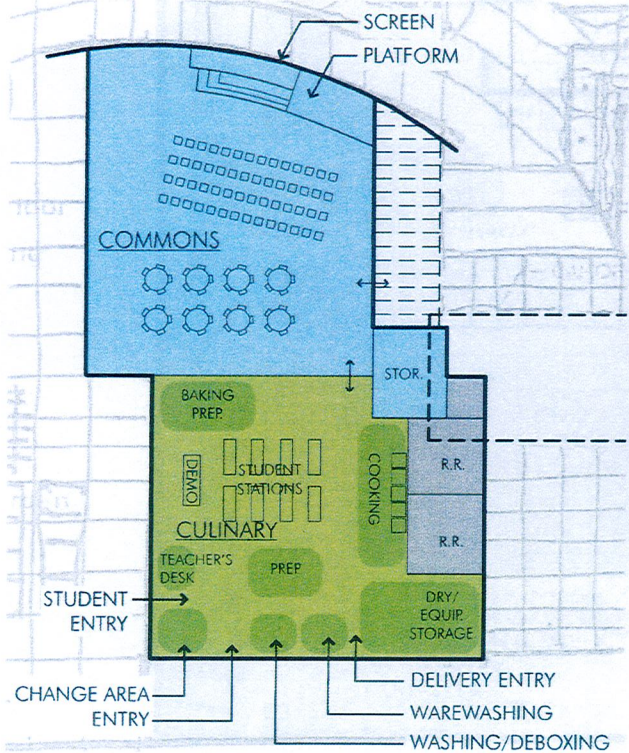 SCREEN
PLATFORM
COMMONS
STOR.
BAKING
PREP.
DEMO
STUDENT
STATIONS
COOKING
R.R.
CULINARY
R.R.
TEACHER'S
DESK
PREP
STUDENT
ENTRY
DRY/
EQUIP.
STORAGE
CHANGE AREA
ENTRY
DELIVERY ENTRY
WAREWASHING
WASHING/DEBOXING